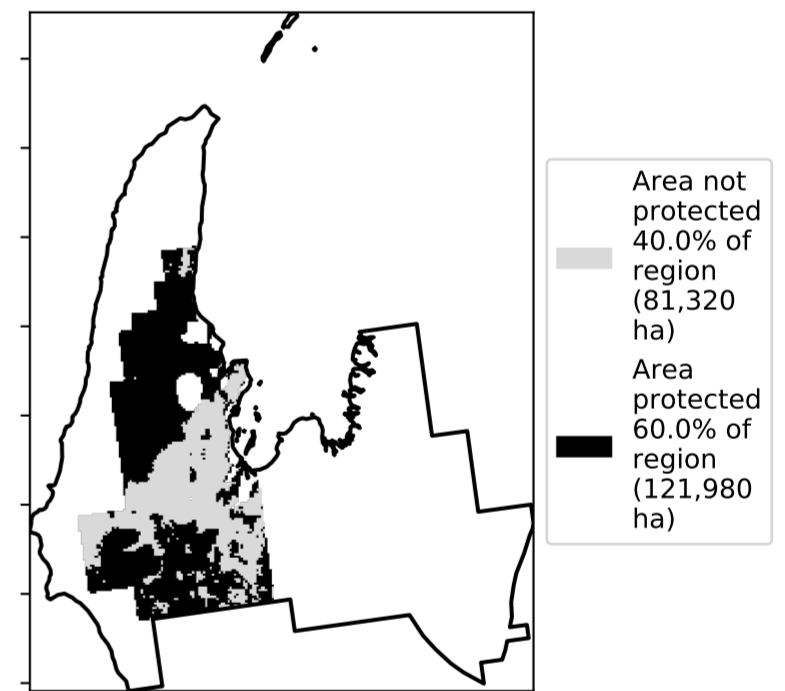 Area not
protected
40.0% of
region
(81,320
ha)
Area
protected
60.0% of
region
(121,980
ha)